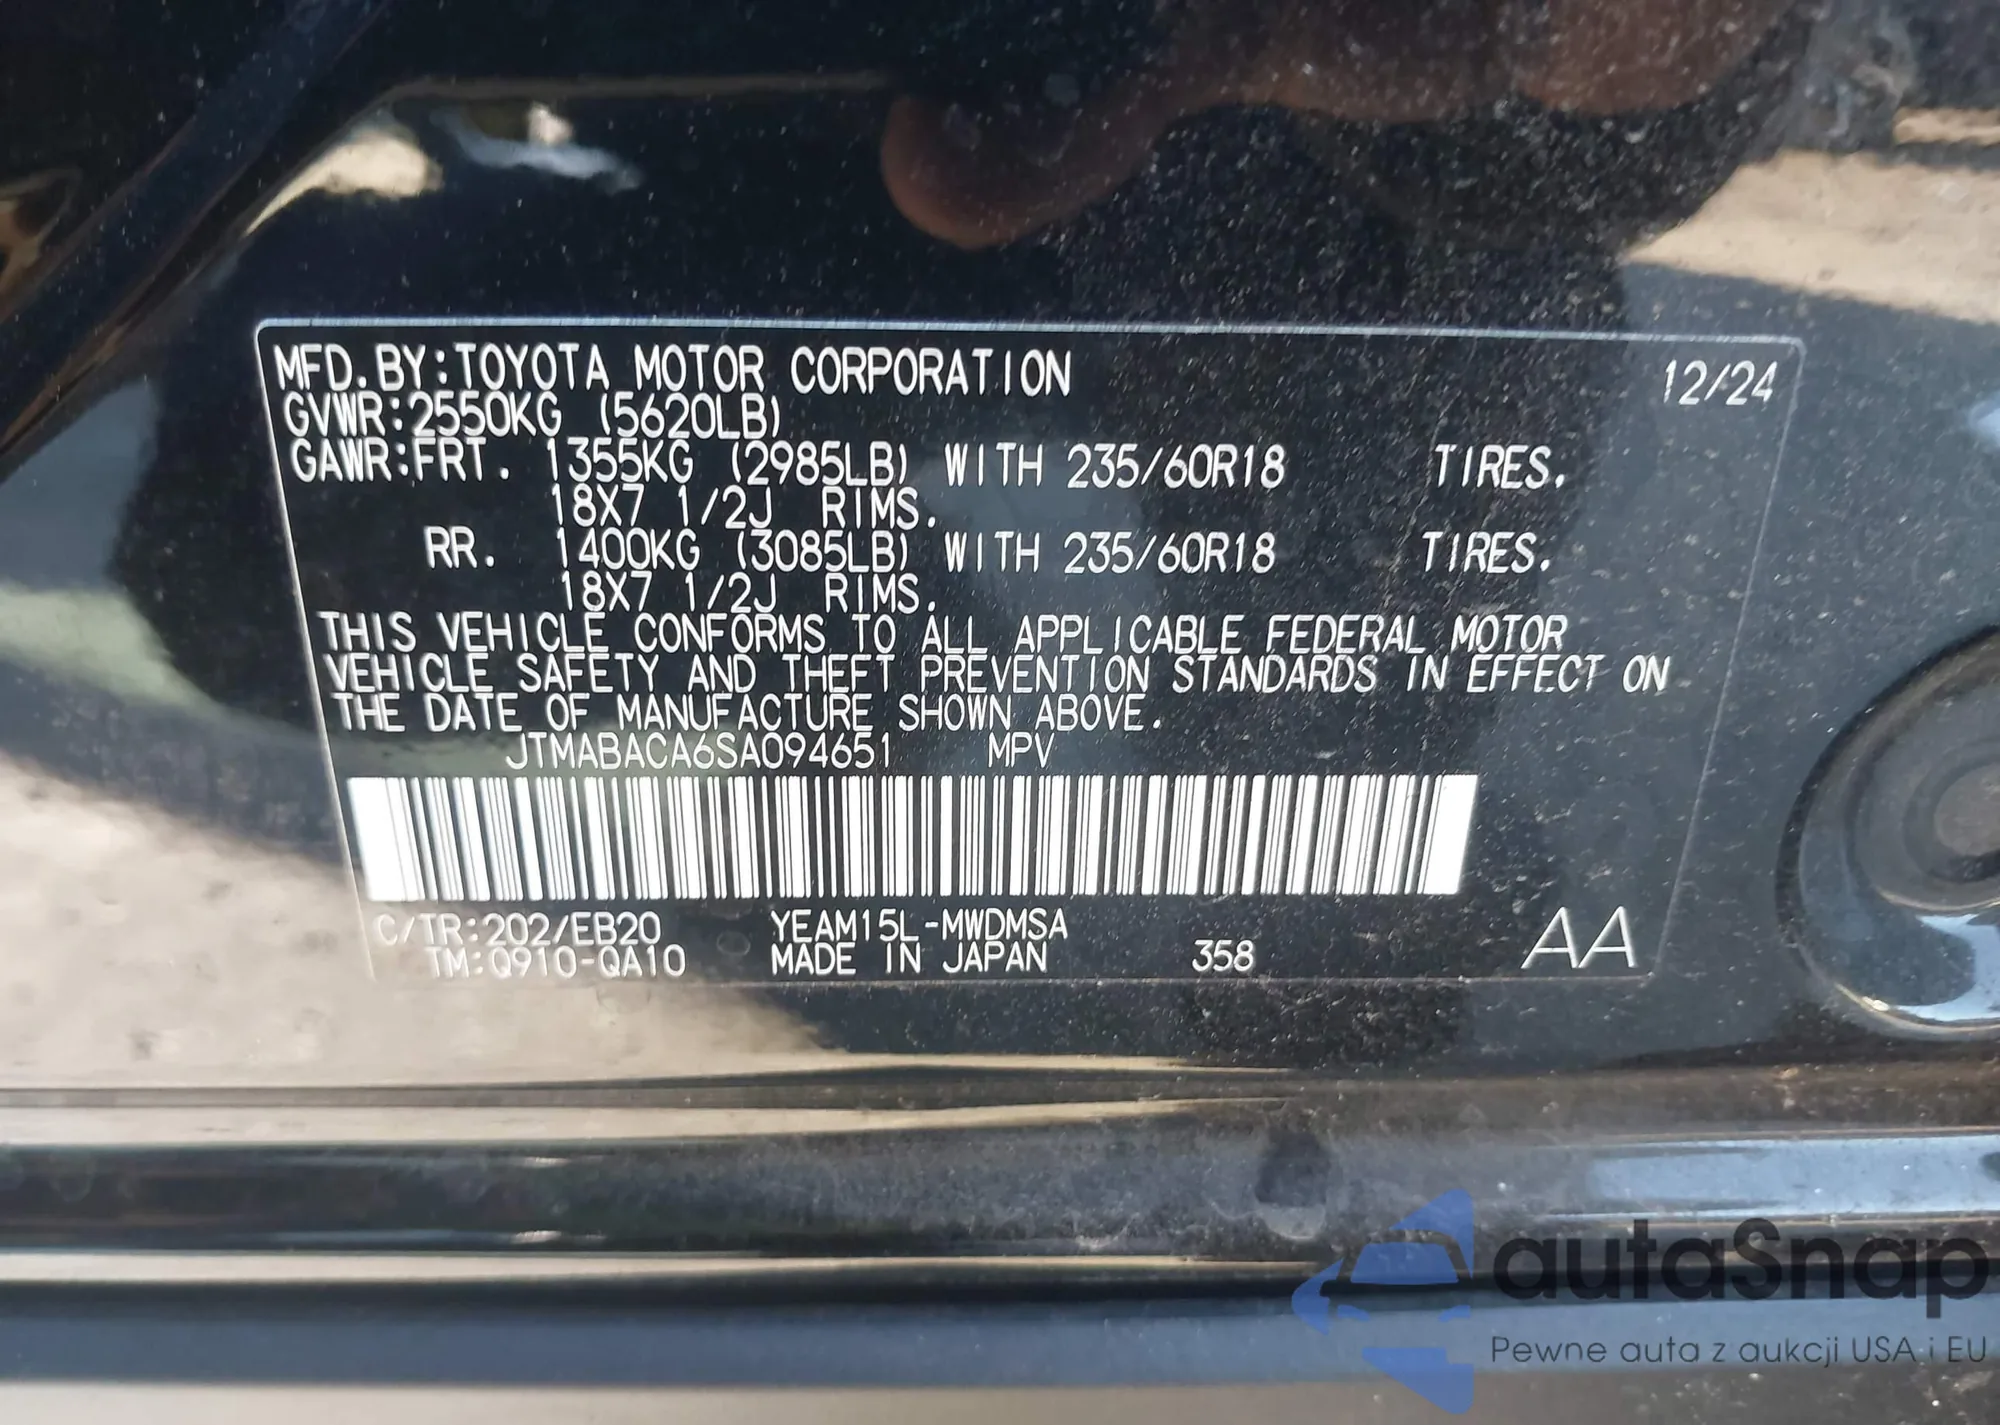 MFD.BY:TOYOTA MOTOR CORPORATION 12/24
GVWR:2550KG (5620LB)
GAWR:FRT. 1355KG (2985LB) WITH 235/60R18 TIRES.
18X7 1/2J RIMS.
RR. 1400KG (3085LB) WITH 235/60R18 TIRES.
18X7 1/2J RIMS.
THIS VEHICLE CONFORMS TO ALL APPLICABLE FEDERAL MOTOR
VEHICLE SAFETY AND THEFT PREVENTION STANDARDS IN EFFECT ON
THE DATE OF MANUFACTURE SHOWN ABOVE.
JTMABACA6SA094651 MPV
C/TR:202/EB20 YEAM15L-MWDMSA
TM:Q910-QA10 MADE IN JAPAN 358 AA
autaSnap
Pewne auta z aukcji USA i EU